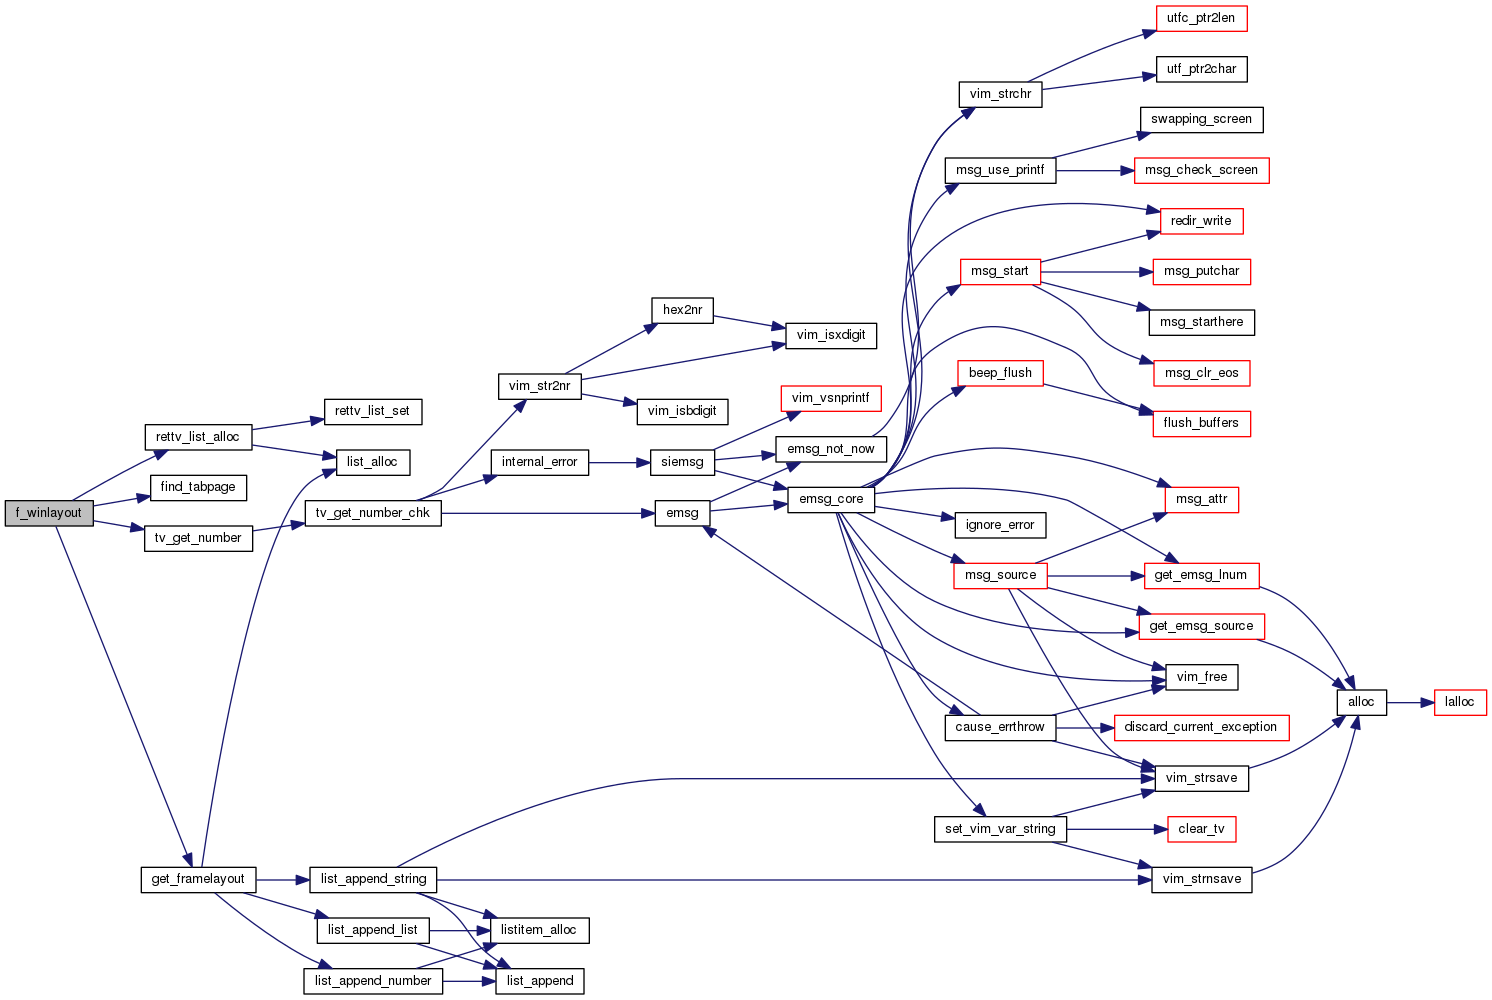 utfc_ptr2len
utf_ptr2char
vim_strchr
swapping_screen
msg_use_printf
msg_check_screen
redir_write
msg_start
msg_putchar
hex2nr
msg_starthere
vim_isxdigit
beep_flush
msg_clr_eos
vim_str2nr
vim_vsnprintf
rettv_list_set
vim_isbdigit
flush_buffers
rettv_list_alloc
emsg_not_now
list_alloc
internal_error
siemsg
find_tabpage
emsg_core
msg_attr
f_winlayout
tv_get_number_chk
emsg
ignore_error
tv_get_number
msg_source
get_emsg_lnum
get_emsg_source
vim_free
alloc
lalloc
cause_errthrow
discard_current_exception
vim_strsave
set_vim_var_string
clear_tv
get_framelayout
list_append_string
vim_strnsave
list_append_list
listitem_alloc
list_append_number
list_append